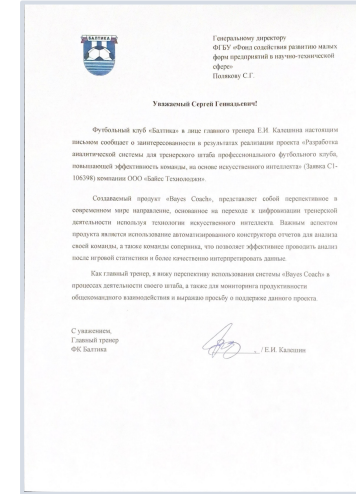 БАЛТИКА
Генеральному директору
ФГБУ «Фонд содействия развитию малых
форм предприятий в научно-технической
сфере»
Полякову С.Г.
Уважаемый Сергей Геннадьевич!
Футбольный клуб «Балтика» в лице главного тренера Е.И. Калешина настоящим
письмом сообщает о заинтересованности в результатах реализации проекта «Разработка
аналитической системы для тренерского штаба профессионального футбольного клуба,
повышающей эффективность команды, на основе искусственного интеллекта» (Заявка С1-
106398) компании ООО «Байес Технолоджи».
Создаваемый продукт «Bayes Coach», представляет собой перспективное в
современном мире направление, основанное на переходе к цифровизации тренерской
деятельности используя технологии искусственного интеллекта. Важным аспектом
продукта является использование автоматизированного конструктора отчетов для анализа
своей команды, а также команды соперника, что позволяет эффективнее проводить анализ
после игровой статистики и более качественно интерпретировать данные.
Как главный тренер, я вижу перспективу использования системы «Bayes Coach» в
процессах деятельности своего штаба, а также для мониторинга продуктивности
общекомандного взаимодействия и выражаю просьбу о поддержке данного проекта.
С уважением,
Главный тренер
ФК Балтика
/ Е.И. Калешин